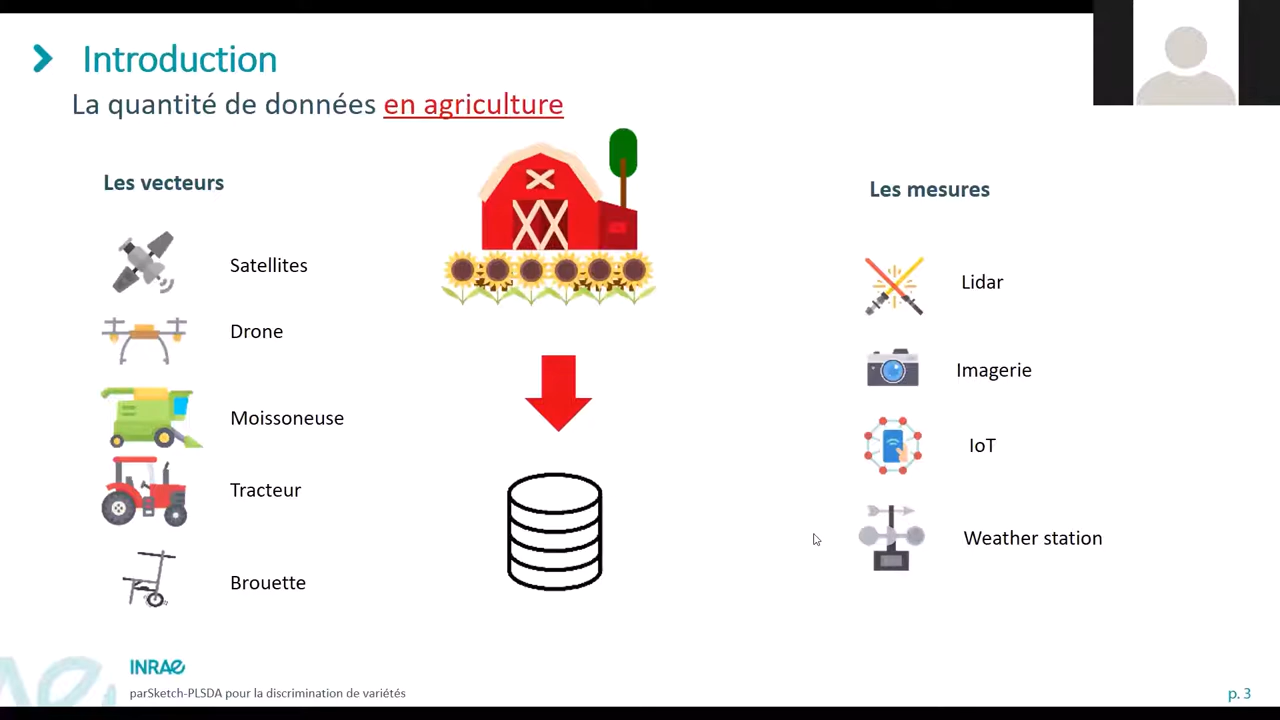 Introduction
La quantité de données en agriculture
Les vecteurs
Satellites
Drone
Moissoneuse
Tracteur
Brouette
Les mesures
Lidar
Imagerie
IoT
Weather station
INRAE
parSketch-PLSDA pour la discrimination de variétés
p. 3